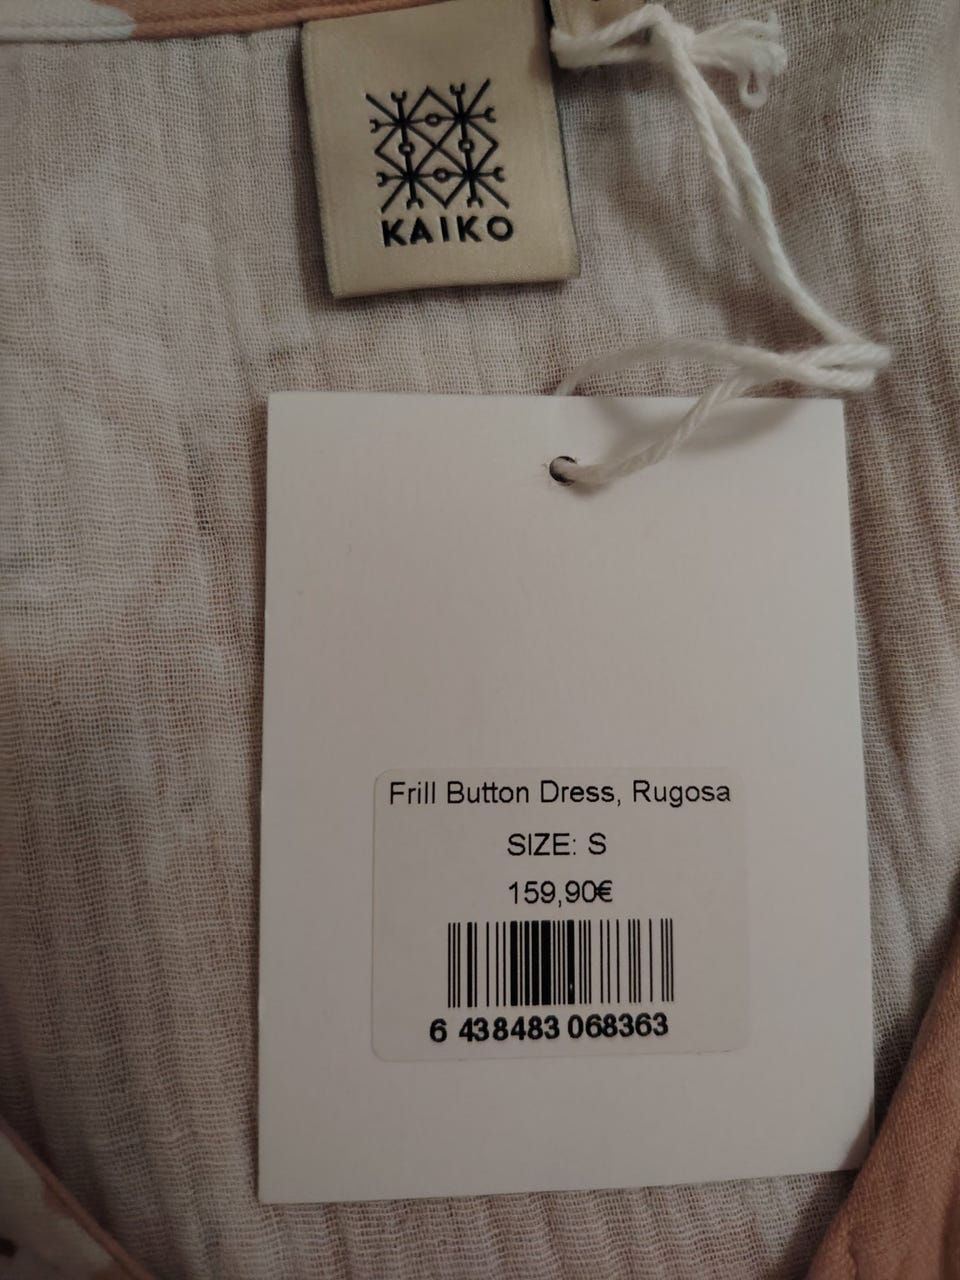 KAIKO
Frill Button Dress, Rugosa
SIZE: S
159,90€
6 438483 068363